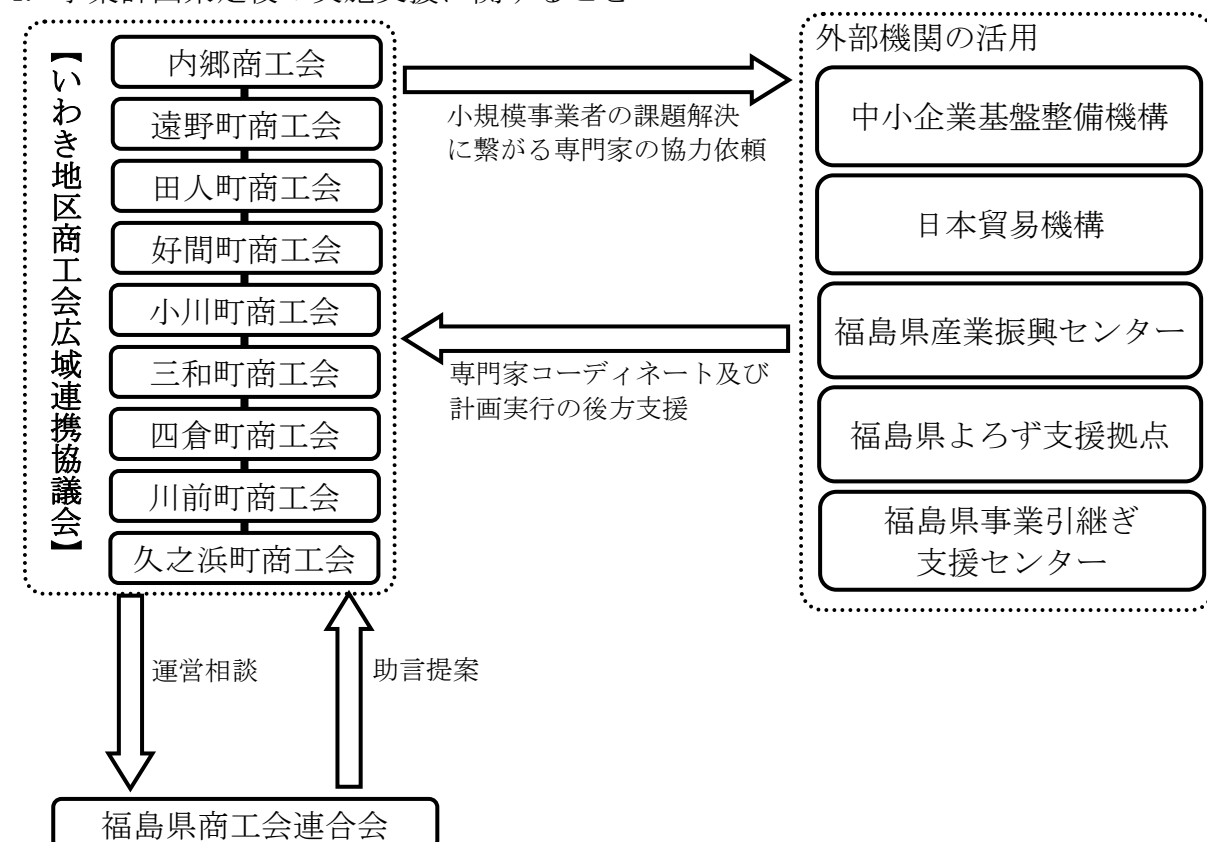 事業計画策定後の実施支援に関すること
【いわき地区商工会広域連携協議会】
内郷商工会
遠野町商工会
田人町商工会
好間町商工会
小川町商工会
三和町商工会
四倉町商工会
川前町商工会
久之浜町商工会
小規模事業者の課題解決
に繋がる専門家の協力依頼
専門家コーディネート及び
計画実行の後方支援
外部機関の活用
中小企業基盤整備機構
日本貿易機構
福島県産業振興センター
福島県よろず支援拠点
福島県事業引継ぎ
支援センター
運営相談
助言提案
福島県商工会連合会